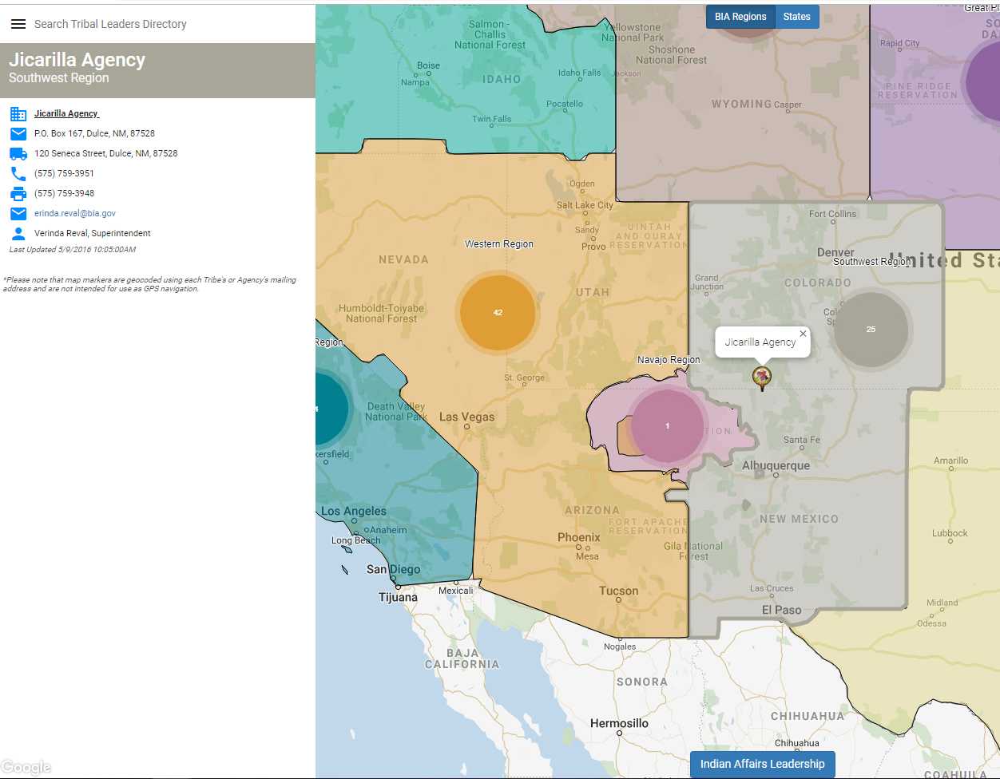 Search Tribal Leaders Directory
Jicarilla Agency
Southwest Region
Jicarilla Agency
P.O. Box 167, Dulce, NM, 87528
120 Seneca Street, Dulce, NM, 87528
(575) 759-3951
(575) 759-3948
erinda.reval@bia.gov
Verinda Reval, Superintendent
Last Updated 5/9/2016 10:05:00AM
*Please note that map markers are geocoded using each Tribe's or Agency's mailing
address and are not intended for use as GPS navigation.
Google
BIA Regions
States
Great Pl
SO
DA
Salmon -
Challis
National Forest
Yellowstone
National Park
Shoshone
National Forest
Rapid City
Boise
Nampa
IDAHO
Idaho Falls
Jackson
PINE RIDGE
RESERVATION
Pocatello
WYOMING
Casper
Twin Falls
Ogden
Salt Lake City
Sandy
Provo
UINTAH
AND OURAY
RESERVATION
Fort Collins
Western Region
Denver
Southwest Region
United Sta
NEVADA
Grand
Junction
COLORADO
UTAH
Humboldt-Toiyabe
National Forest
42
Colo
Sp
25
Region
Jicarilla Agency
Navajo Region
St. George
Death Valley
National Park
Las Vegas
4
1
TION
kersfield
Santa Fe
Albuquerque
Amarillo
Los Angeles
Anaheim
Long Beach
ARIZONA
FORT APACHE
RESERVATION
NEW MEXICO
Phoenix
Mesa
Gila National
Forest
Lubbock
San Diego
Tijuana
Mexicali
Tucson
Las Cruces
El Paso
Midland
Odessa
Nogales
BAJA
CALIFORNIA
SONORA
Hermosillo
CHIHUAHUA
Chihuahua
Indian Affairs Leadership
COAHUILA